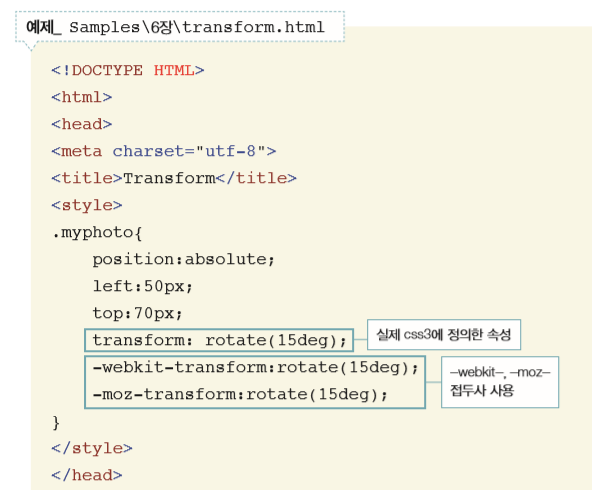 예제_ Samples\6장\transform.html
<!DOCTYPE HTML>
<html>
<head>
<meta charset="utf-8">
<title>Transform</title>
<style>
.myphoto{
position:absolute;
left:50px;
top:70px;
transform: rotate(15deg);
실제 css3에 정의한 속성
-webkit-transform:rotate(15deg);
-moz-transform:rotate(15deg);
–webkit–, –moz–
접두사 사용
}
</style>
</head>